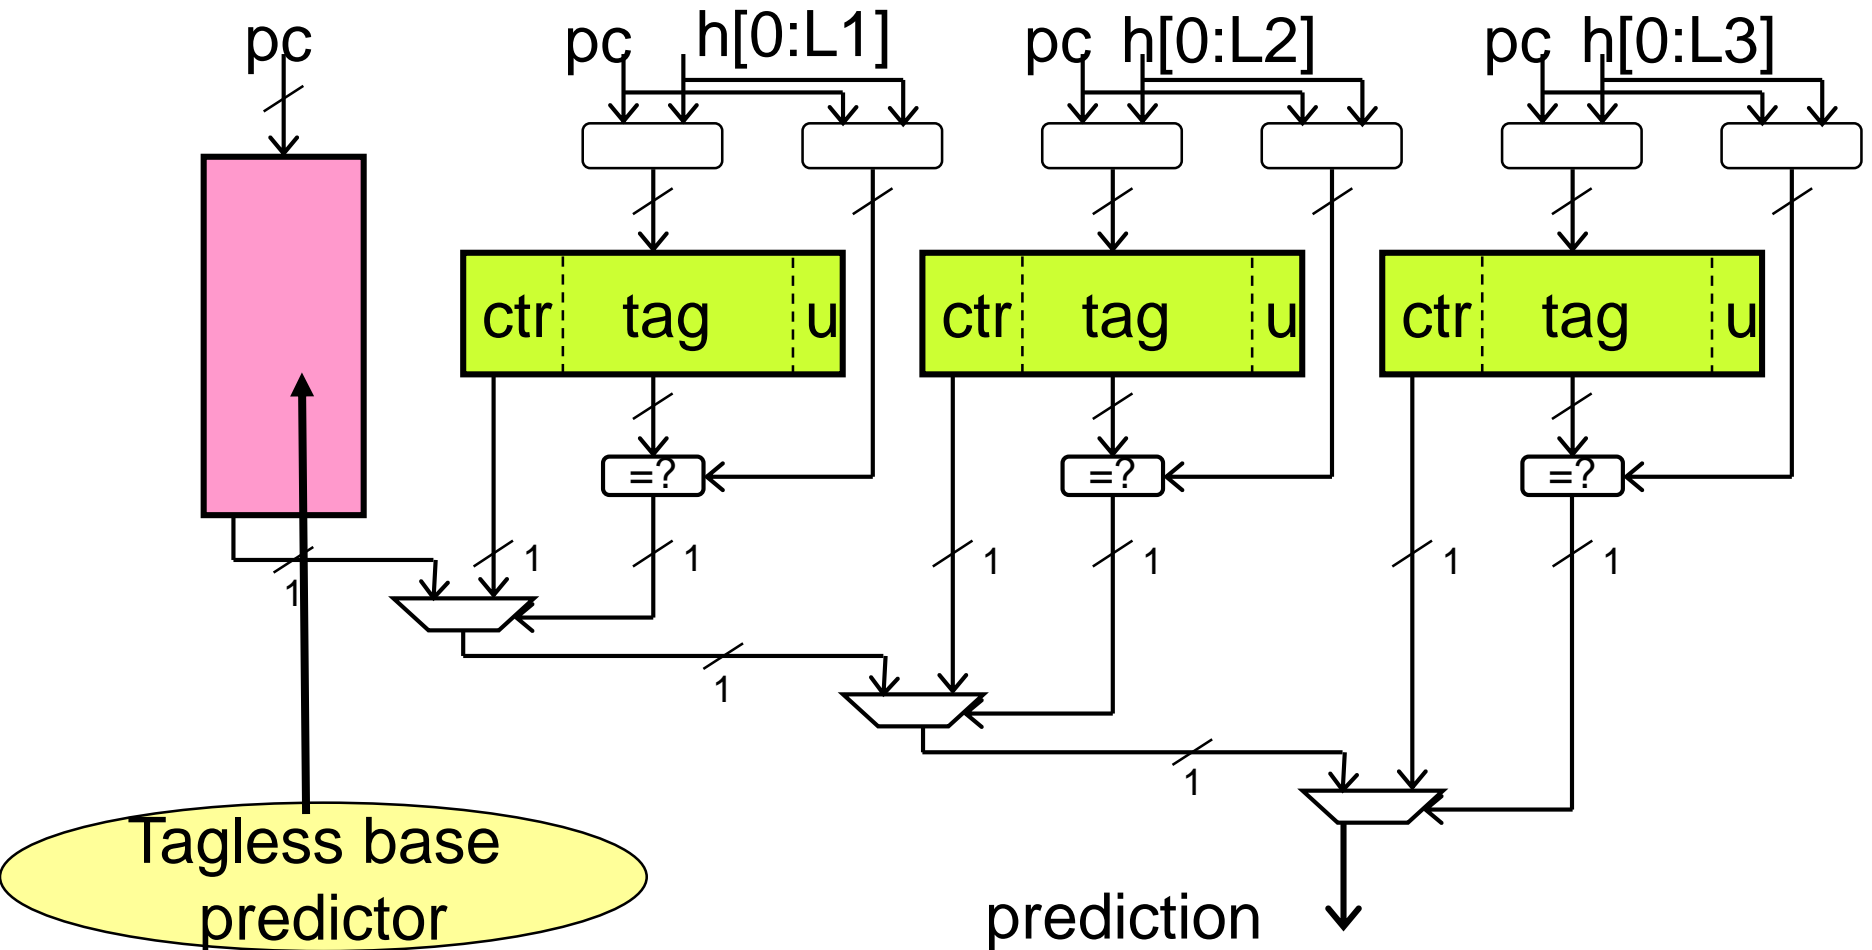 pc pc h[0:L1] pc h[0:L2] pc h[0:L3]
ctr tag u ctr tag u ctr tag u
=? =? =?
1 1 1 1 1 1
1
1
1
Tagless base
predictor
prediction